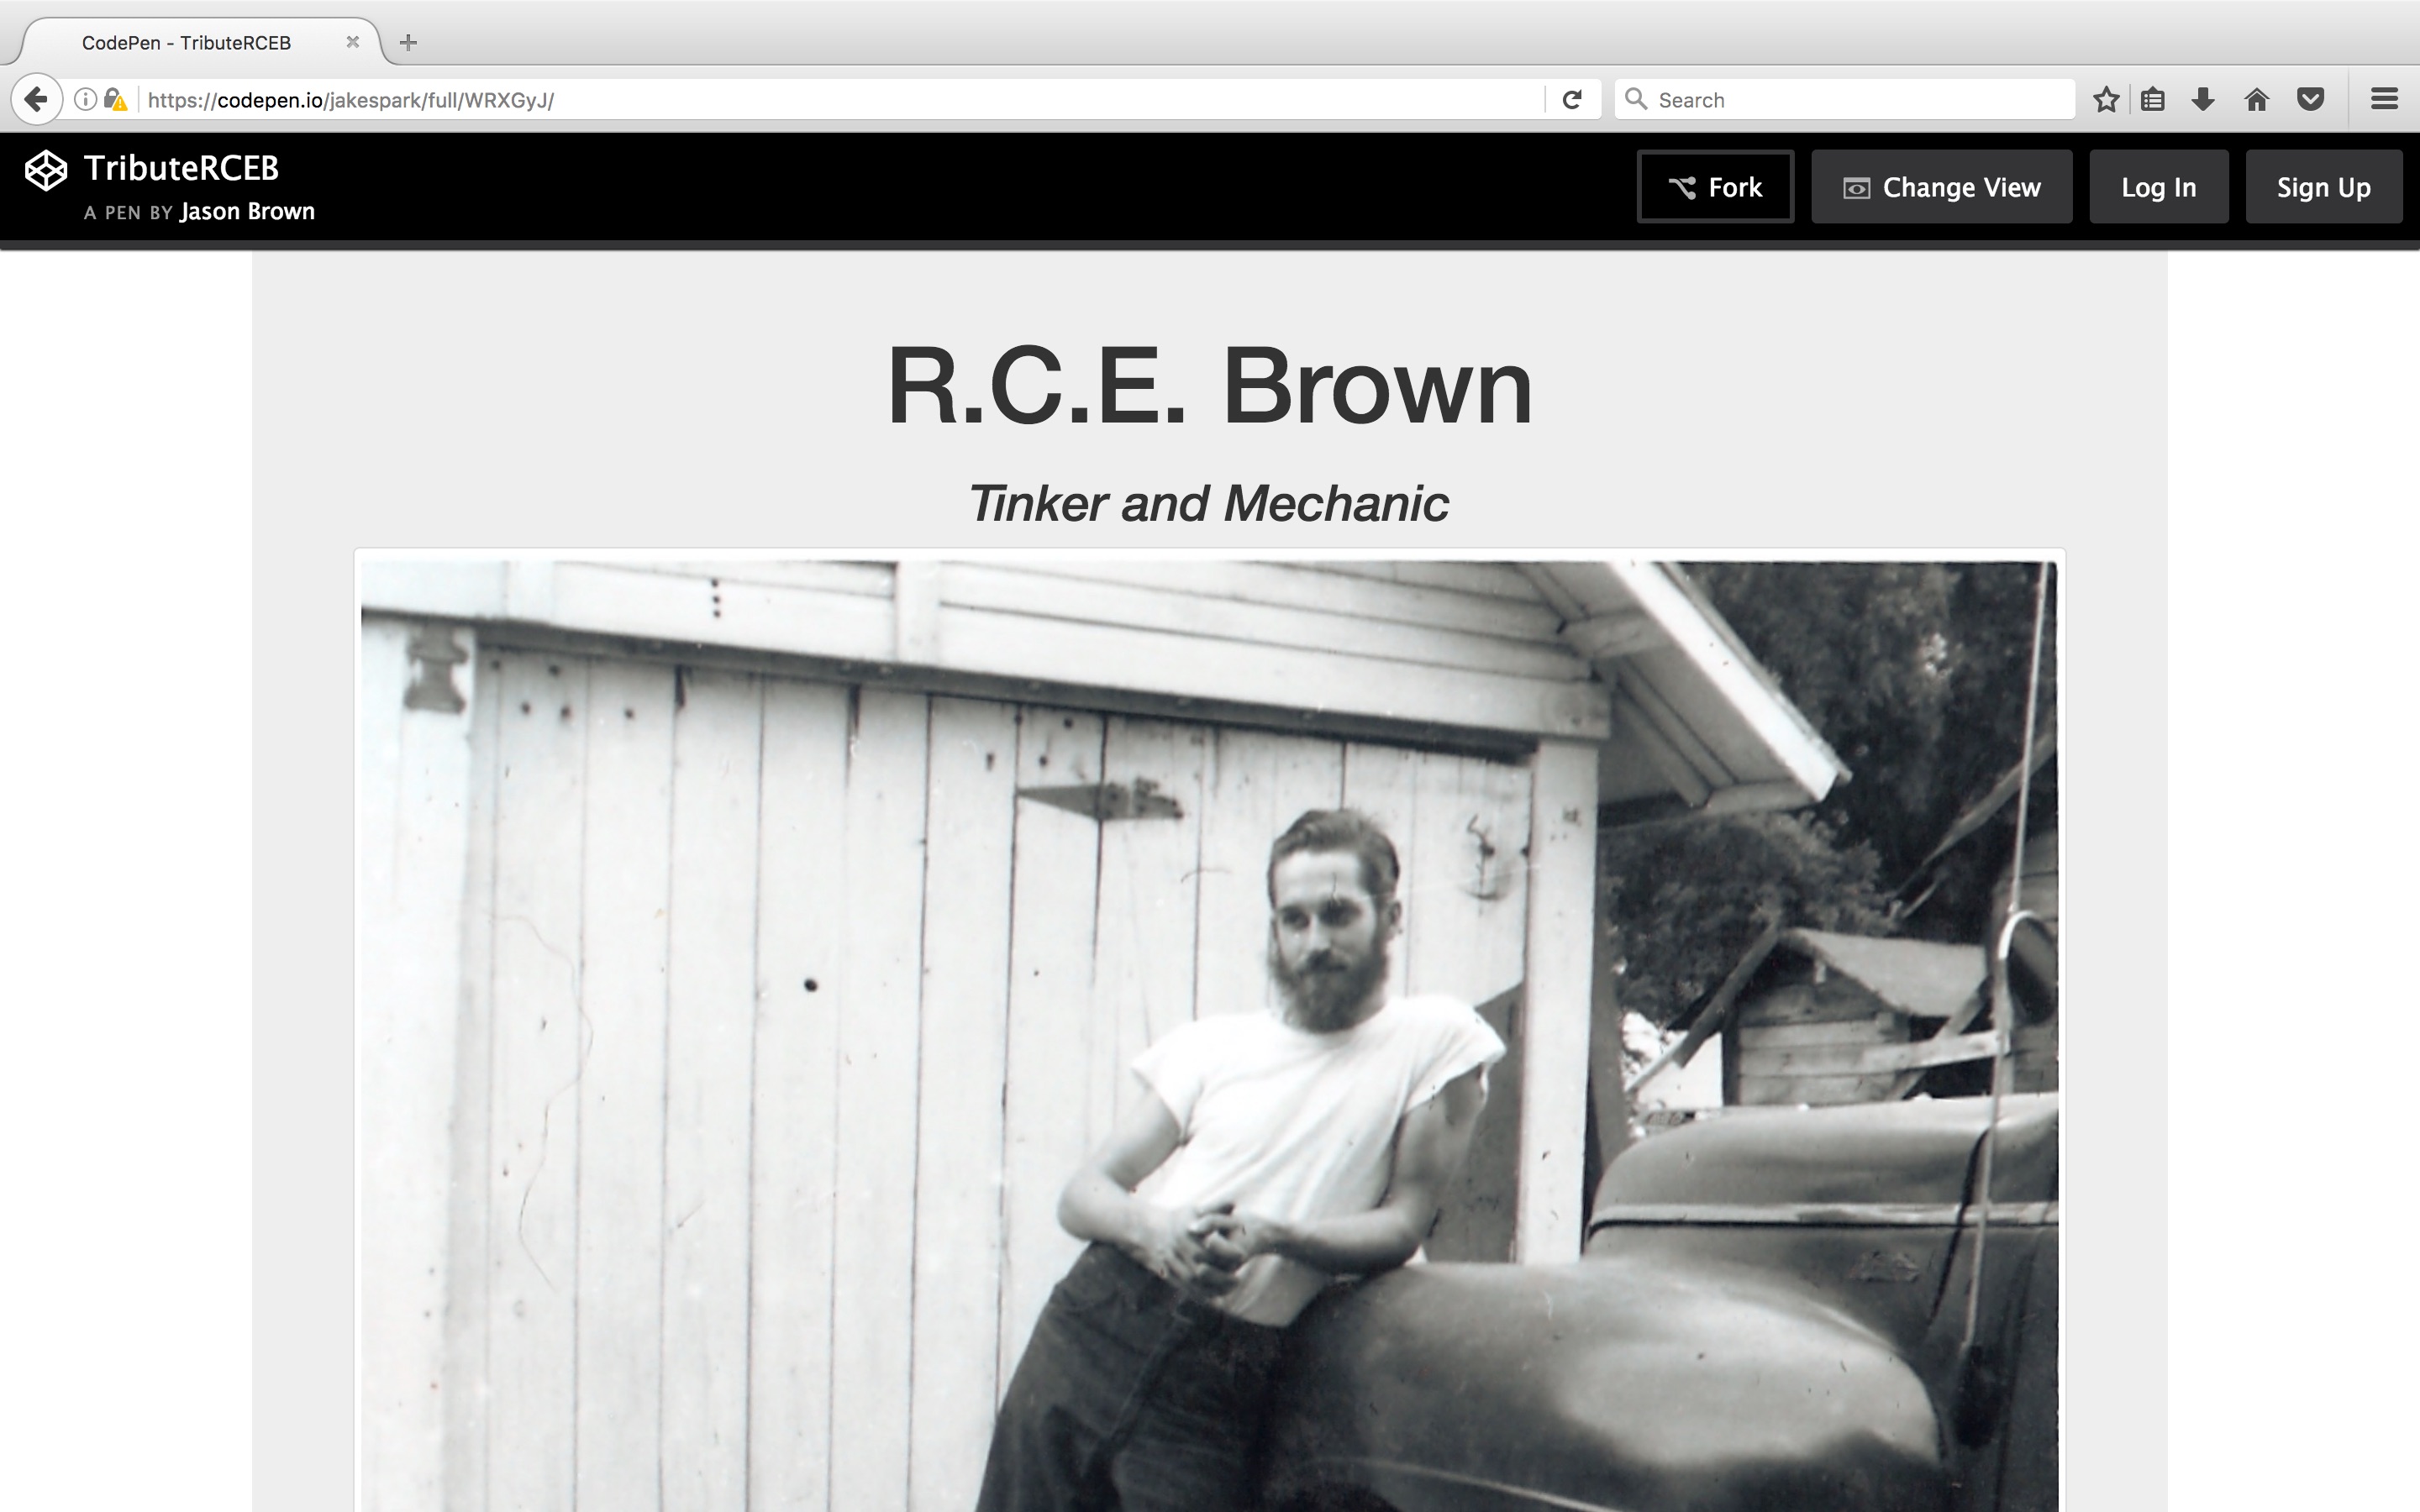 CodePen - TributeRCEB
https://codepen.io/jakespark/full/WRXGyJ/
Search
TributeRCEB
A PEN BY Jason Brown
Fork
Change View
Log In
Sign Up
R.C.E. Brown
Tinker and Mechanic